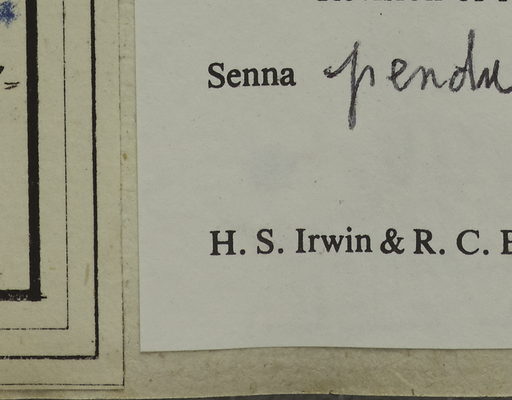 Senna pendu
H. S. Irwin & R. C.